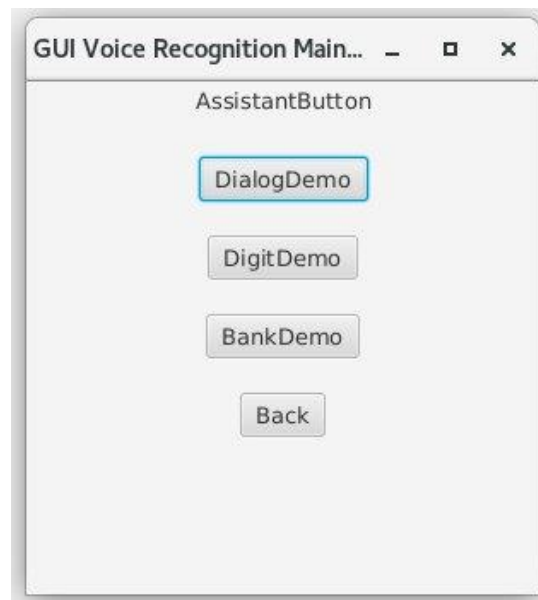 GUI Voice Recognition Main...
AssistantButton
DialogDemo
DigitDemo
BankDemo
Back